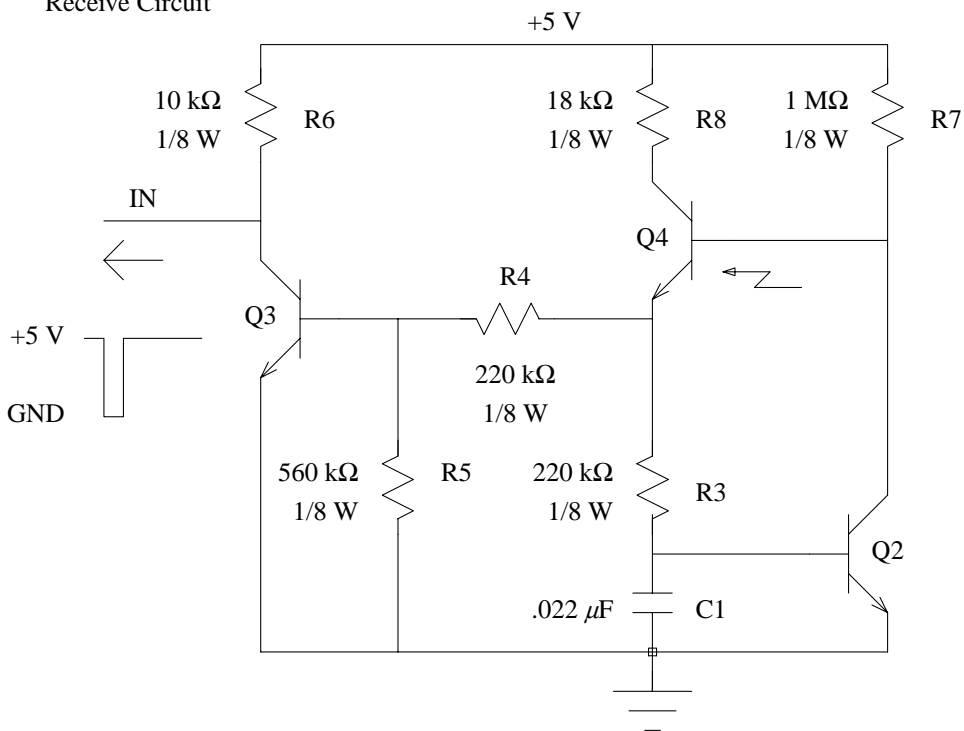 Receive Circuit
+5 V
10 kΩ
1/8 W
R6
18 kΩ
1/8 W
R8
1 MΩ
1/8 W
R7
IN
Q4
R4
Q3
+5 V
220 kΩ
1/8 W
GND
560 kΩ
1/8 W
R5
220 kΩ
1/8 W
R3
Q2
.022 μF
C1